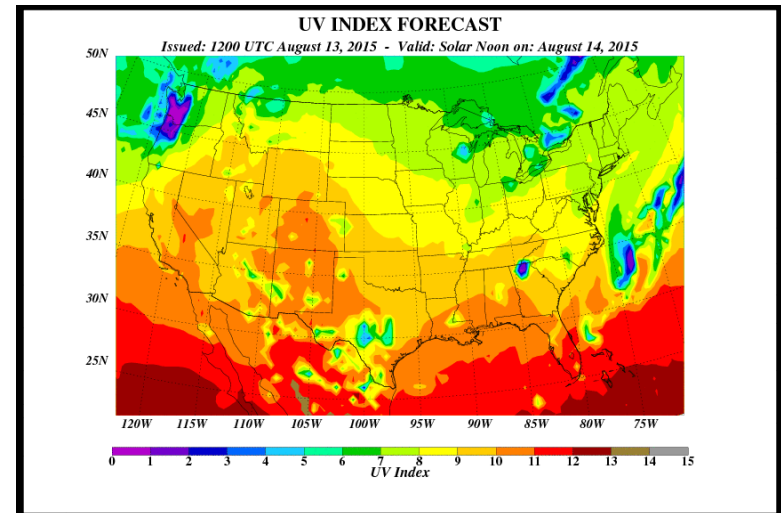 UV INDEX FORECAST
Issued: 1200 UTC August 13, 2015 - Valid: Solar Noon on: August 14, 2015
50N
45N
40N
35N
30N
25N
120W 115W 110W 105W 100W 95W 90W 85W 80W 75W
0 1 2 3 4 5 6 7 8 9 10 11 12 13 14 15
UV Index